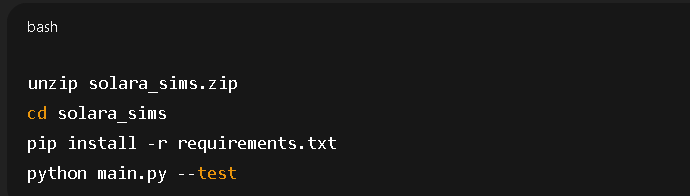 bash
unzip solara_sims.zip
cd solara_sims
pip install -r requirements.txt
python main.py --test